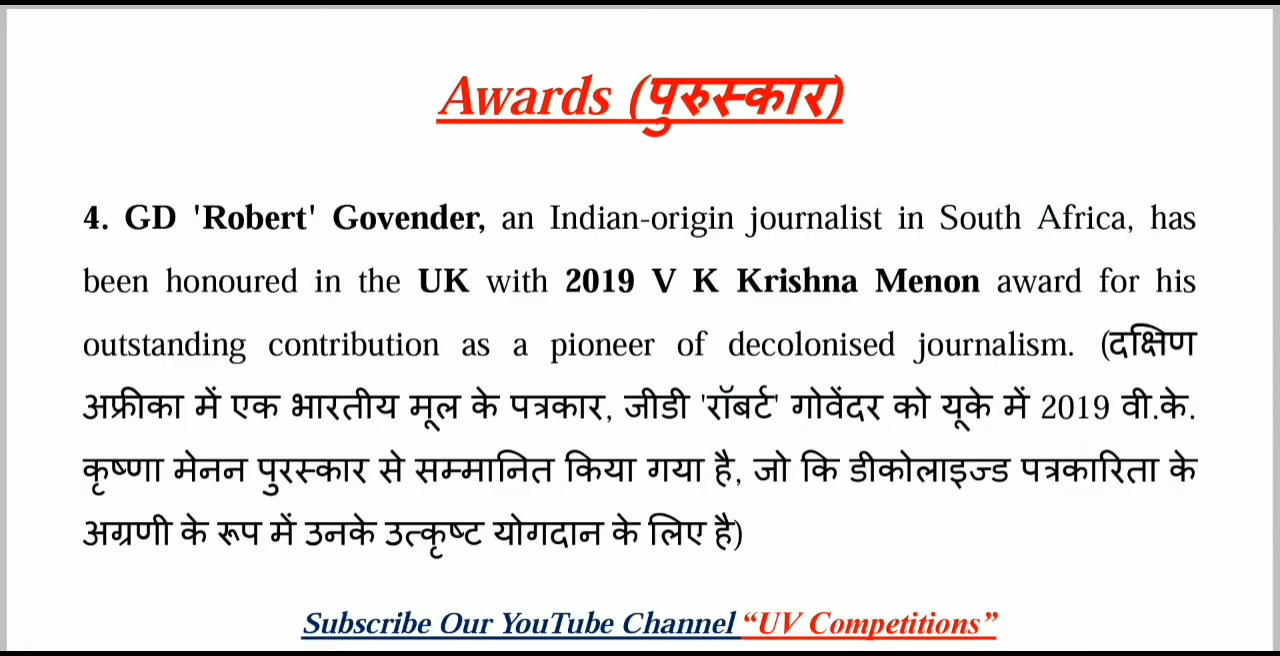 Awards (पुरुस्कार)
4. GD 'Robert' Govender, an Indian-origin journalist in South Africa, has
been honoured in the UK with 2019 V K Krishna Menon award for his
outstanding contribution as a pioneer of decolonised journalism. (दक्षिण
अफ्रीका में एक भारतीय मूल के पत्रकार, जीडी 'रॉबर्ट' गोवेंदर को यूके में 2019 वी.के.
कृष्णा मेनन पुरस्कार से सम्मानित किया गया है, जो कि डीकोलाइज्ड पत्रकारिता के
अग्रणी के रूप में उनके उत्कृष्ट योगदान के लिए है)
Subscribe Our YouTube Channel “UV Competitions”